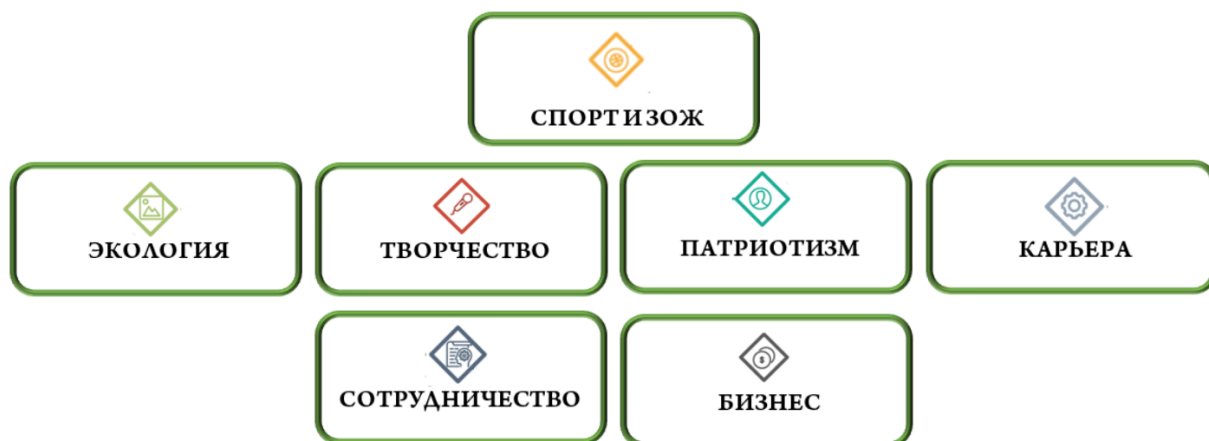 СПОРТ И ЗОЖ
ЭКОЛОГИЯ
ТВОРЧЕСТВО
ПАТРИОТИЗМ
КАРЬЕРА
СОТРУДНИЧЕСТВО
БИЗНЕС